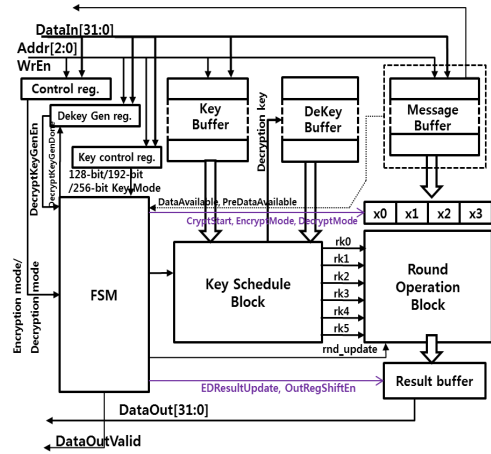 DataIn[31:0]
Addr[2:0]
WrEn
Control reg.
Dekey Gen reg.
Key control reg.
128-bit/192-bit
/256-bit Key Mode
DecryptKeyGenEn
DecryptKeyGenDone
Encryption mode/
Decryption mode
Key
Buffer
Decryption key
DeKey
Buffer
Message
Buffer
DataAvailable, PreDataAvailable
CryptStart, EncryptMode, DecryptMode
x0
x1
x2
x3
FSM
Key Schedule
Block
rk0
rk1
rk2
rk3
rk4
rk5
rnd_update
Round
Operation
Block
EDResultUpdate, OutRegShiftEn
Result buffer
DataOut[31:0]
DataOutValid